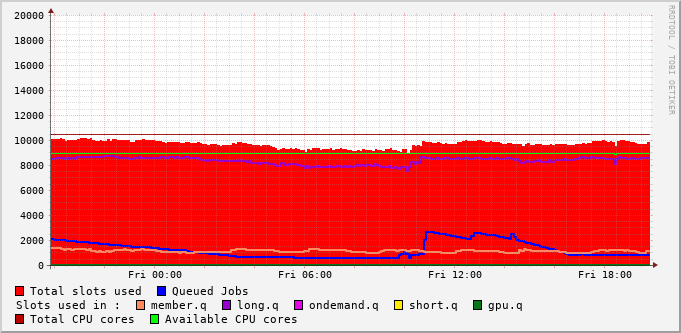 20000
18000
16000
14000
12000
10000
8000
6000
4000
2000
0
Fri 00:00 Fri 06:00 Fri 12:00 Fri 18:00
RRDTOOL / TOBI OETIKER
Total slots used Queued Jobs
Slots used in : member.q long.q ondemand.q short.q gpu.q
Total CPU cores Available CPU cores